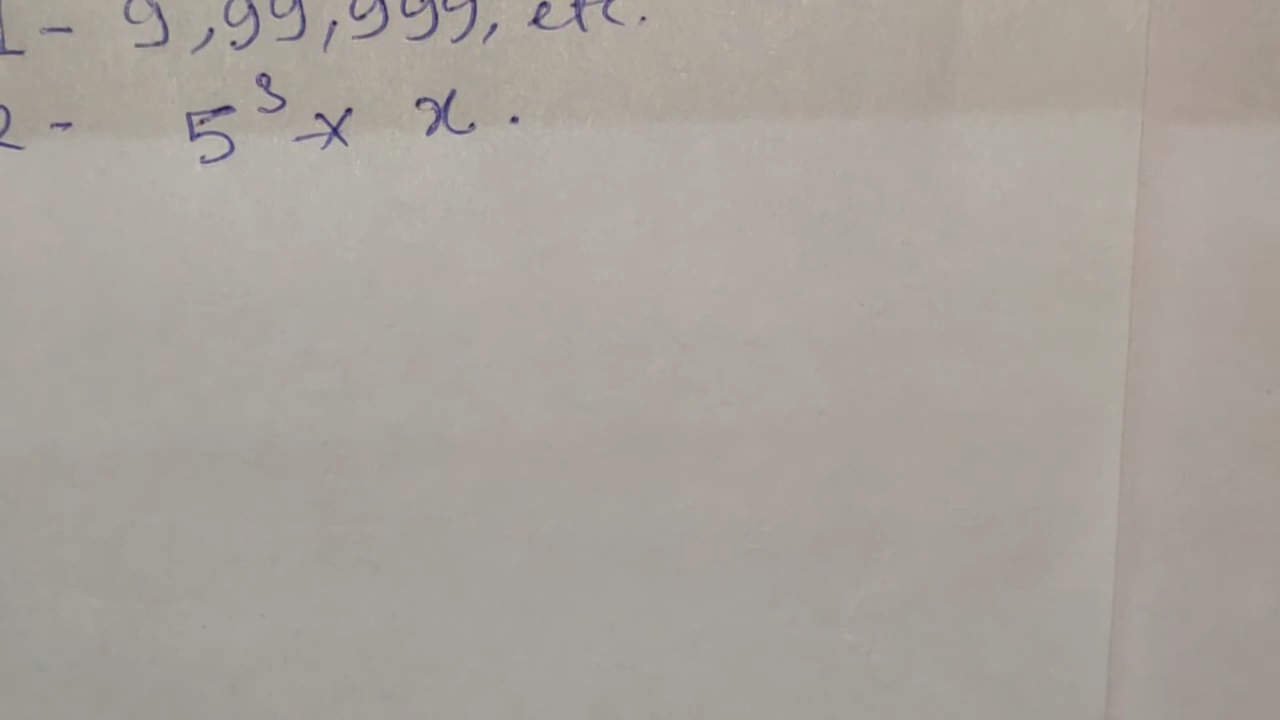 1 - 9,99,999, etc.
2 - 5³ × x.